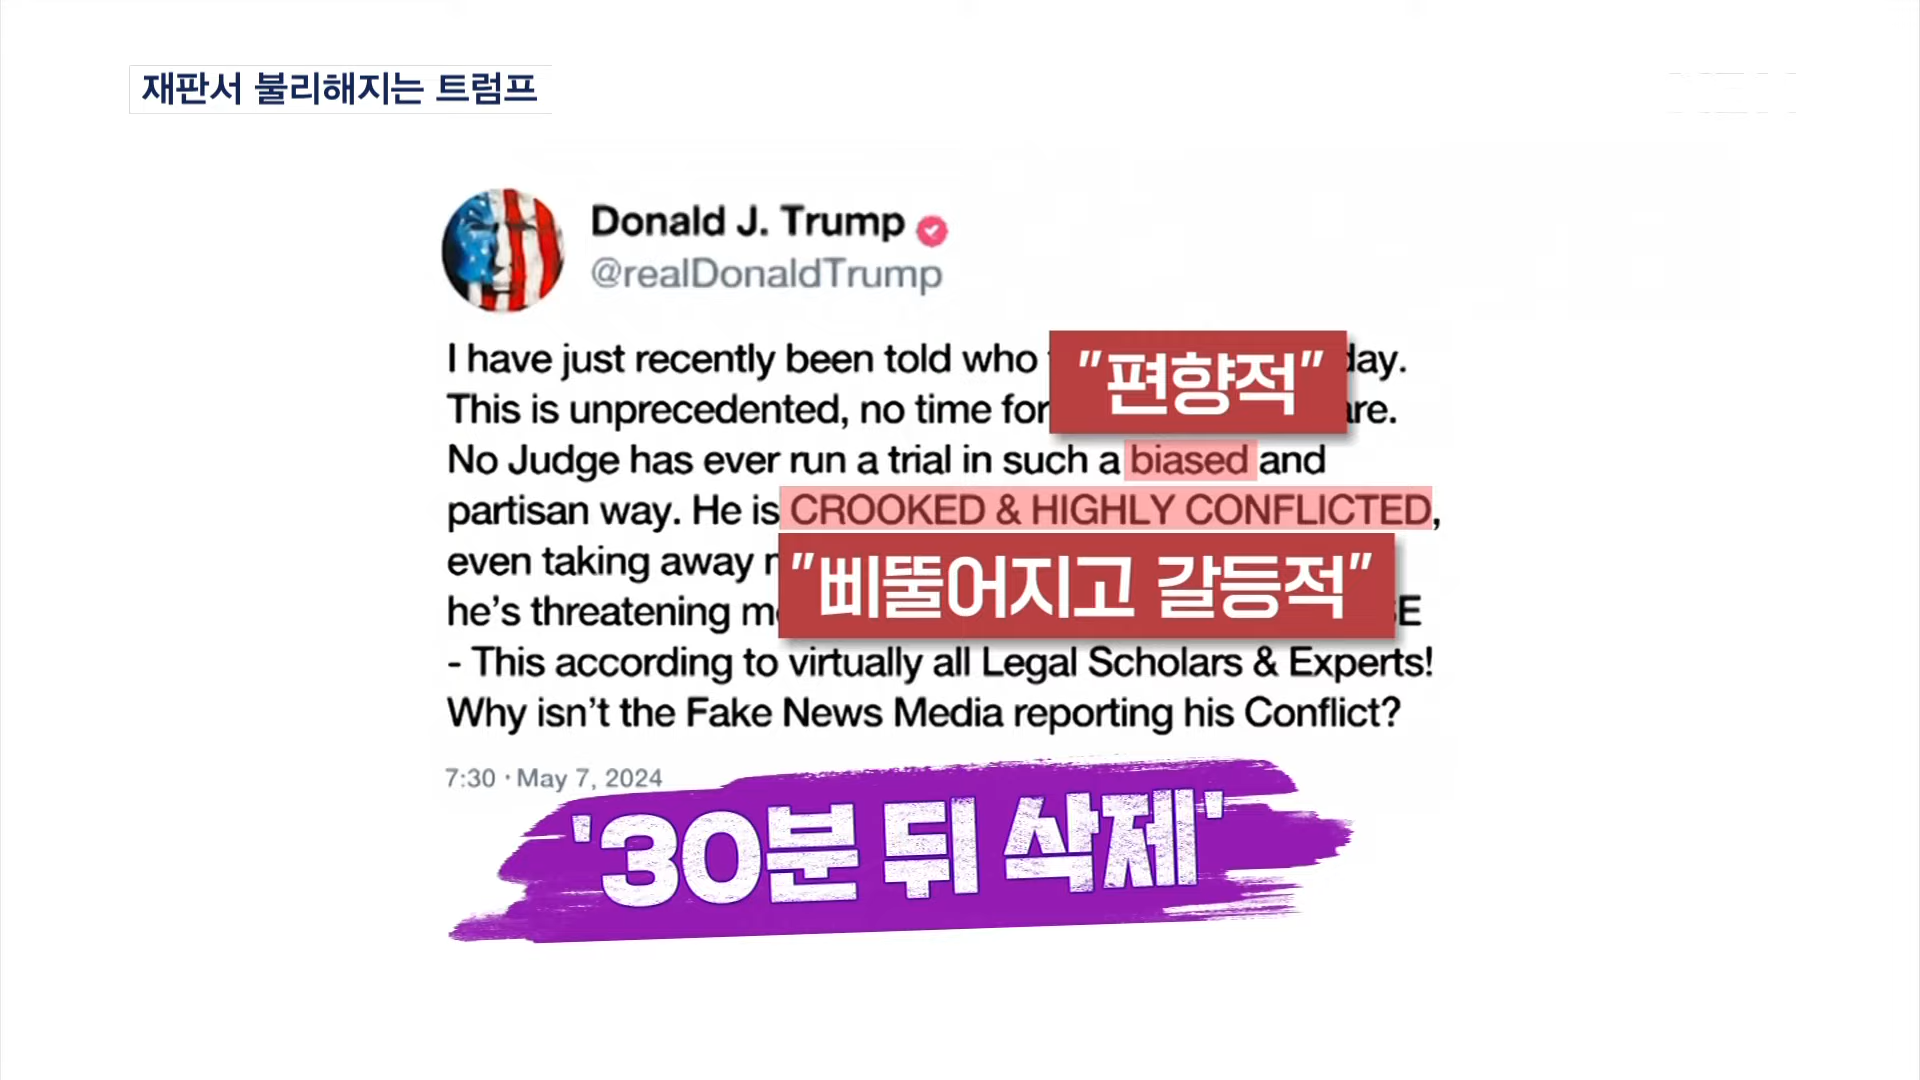 재판서 불리해지는 트럼프
Donald J. Trump
@realDonaldTrump
I have just recently been told who "편향적" day.
This is unprecedented, no time for are.
No Judge has ever run a trial in such a biased and
partisan way. He is CROOKED & HIGHLY CONFLICTED,
even taking away
"삐뚤어지고 갈등적"
he's threatening
- This according to virtually all Legal Scholars & Experts!
Why isn't the Fake News Media reporting his Conflict?
7:30 · May 7, 2024
'30분 뒤 삭제'